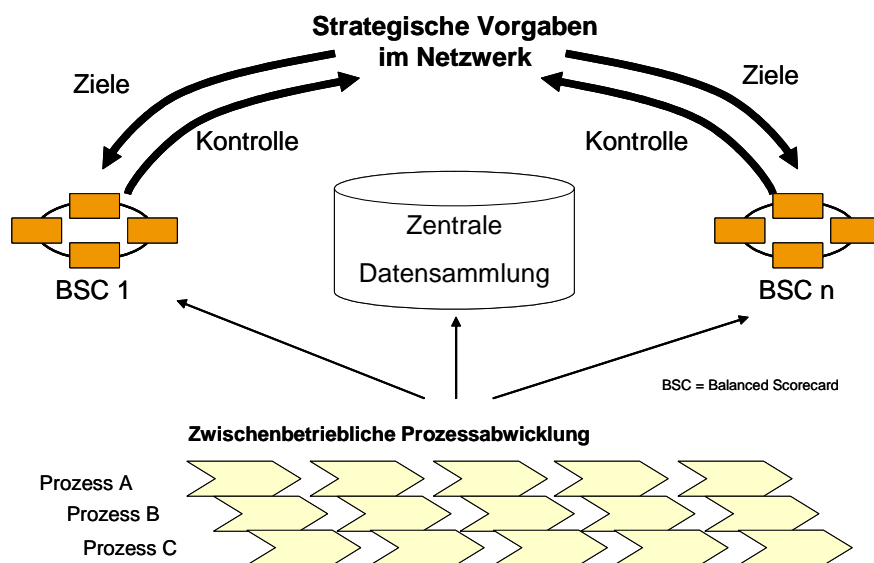 Strategische Vorgaben
im Netzwerk
Ziele
Ziele
Kontrolle
Kontrolle
Zentrale
Datensammlung
BSC 1
BSC n
BSC = Balanced Scorecard
Zwischenbetriebliche Prozessabwicklung
Prozess A
Prozess B
Prozess C